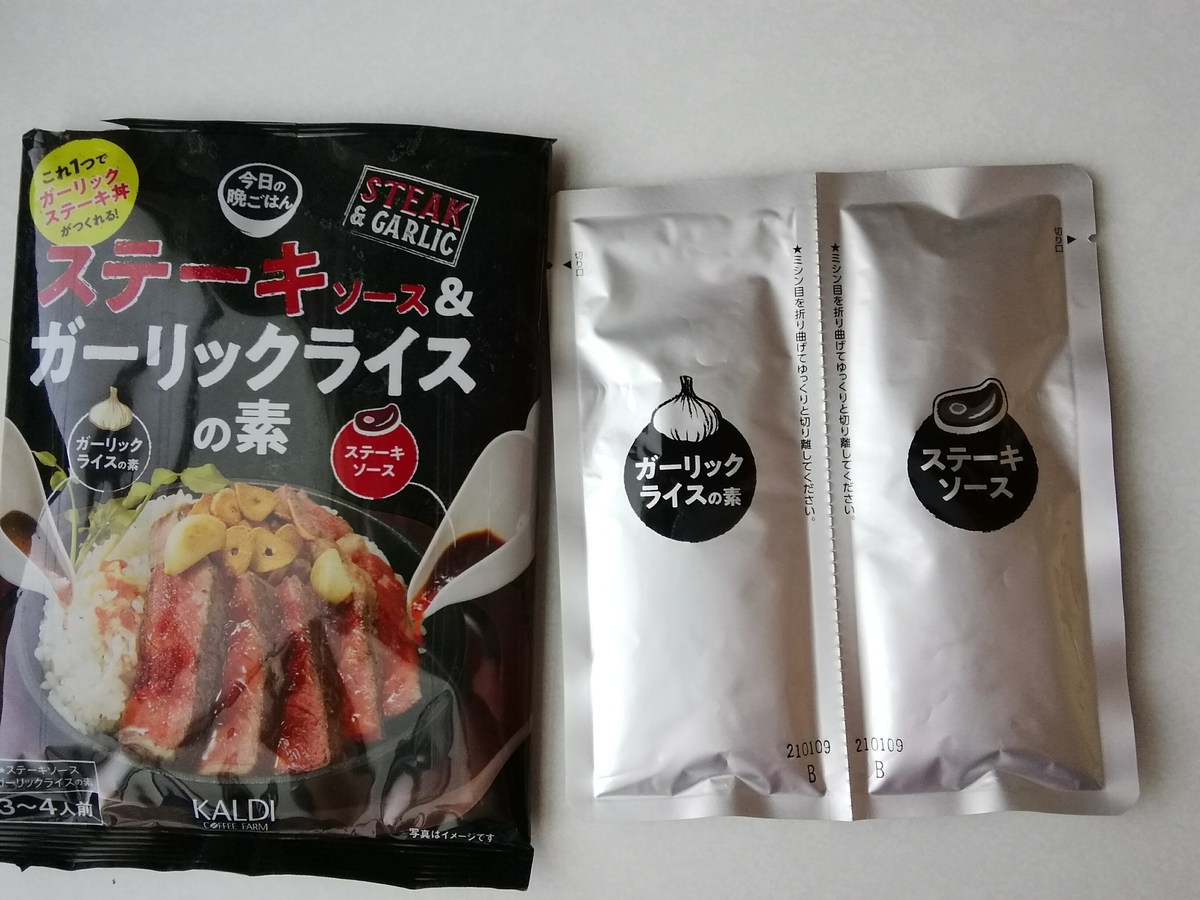 これ1つで
ガーリック
ステーキ丼
がつくれる!
今日の
晩ごはん
STEAK
& GARLIC
ステーキソース&
ガーリックライス
の素
ガーリック
ライスの素
ステーキ
ソース
★ステーキソース
ガーリックライスの素
3〜4人前
KALDI
COFFEE FARM
写真はイメージです
切り口
★ミシン目を折り曲げてゆっくりと切り離してください。
ガーリック
ライスの素
210109
B
切り口
★ミシン目を折り曲げてゆっくりと切り離してください。
ステーキ
ソース
210109
B